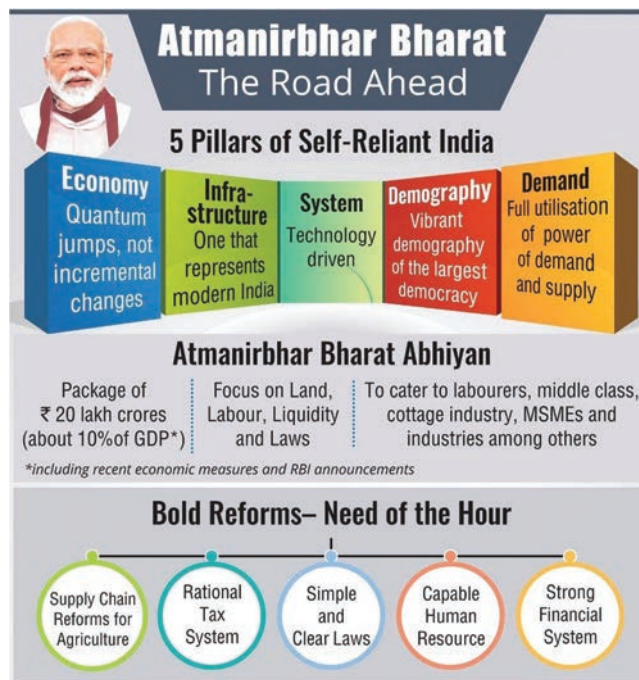 Atmanirbhar Bharat
The Road Ahead
5 Pillars of Self-Reliant India
Economy
Quantum
jumps, not
incremental
changes
Infra-
structure
One that
represents
modern India
System
Technology
driven
Demography
Vibrant
demography
of the largest
democracy
Demand
Full utilisation
of power
of demand
and supply
Atmanirbhar Bharat Abhiyan
Package of
₹ 20 lakh crores
(about 10%of GDP*)
Focus on Land,
Labour, Liquidity
and Laws
To cater to labourers, middle class,
cottage industry, MSMEs and
industries among others
*including recent economic measures and RBI announcements
Bold Reforms– Need of the Hour
Supply Chain
Reforms for
Agriculture
Rational
Tax
System
Simple
and
Clear Laws
Capable
Human
Resource
Strong
Financial
System